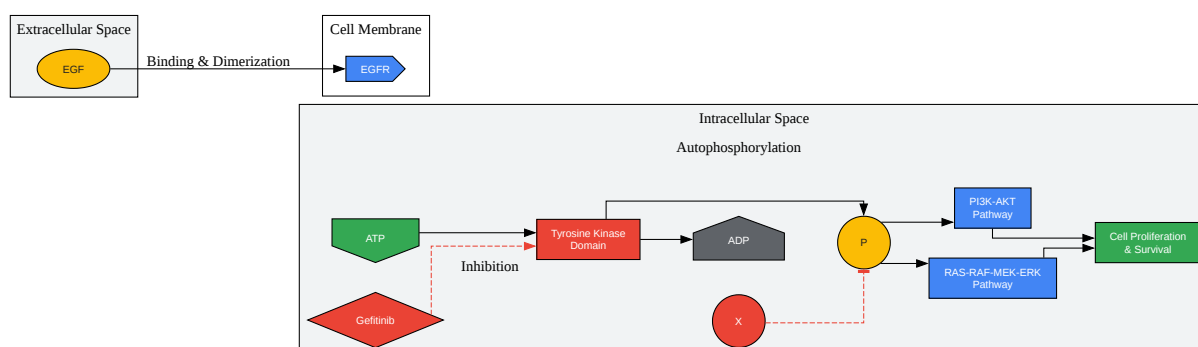 Extracellular Space
Cell Membrane
EGF
Binding & Dimerization
EGFR
Intracellular Space
Autophosphorylation
ATP
Tyrosine Kinase
Domain
ADP
P
PI3K-AKT
Pathway
Cell Proliferation
& Survival
Inhibition
RAS-RAF-MEK-ERK
Pathway
Gefitinib
X